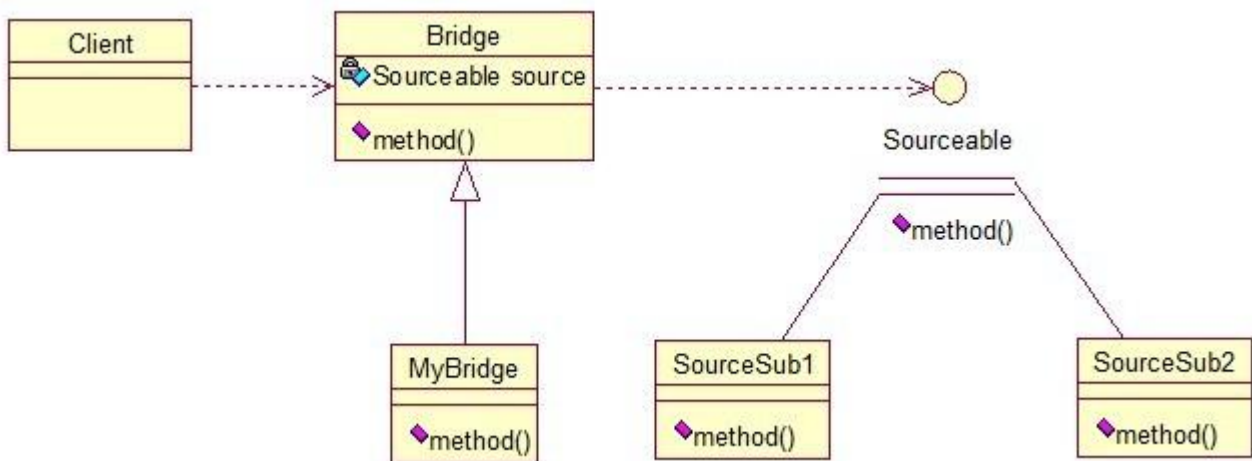 Client
Bridge
Sourceable source
method()
Sourceable
method()
MyBridge
method()
SourceSub1
method()
SourceSub2
method()